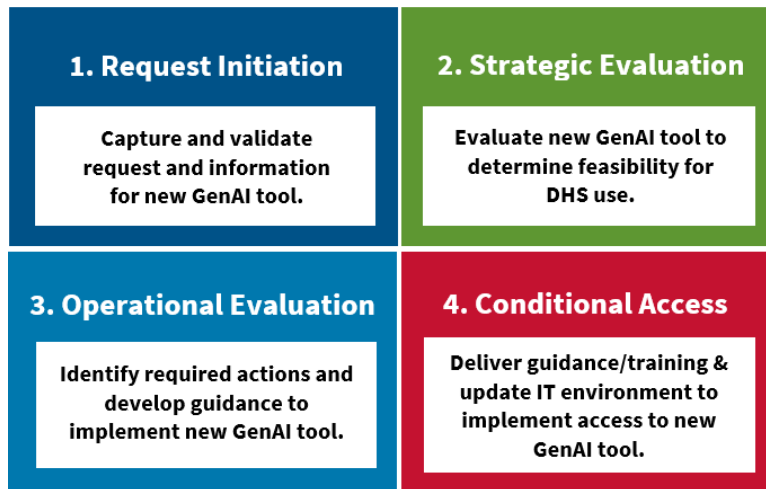 1. Request Initiation
Capture and validate
request and information
for new GenAI tool.
2. Strategic Evaluation
Evaluate new GenAI tool to
determine feasibility for
DHS use.
3. Operational Evaluation
Identify required actions and
develop guidance to
implement new GenAI tool.
4. Conditional Access
Deliver guidance/training &
update IT environment to
implement access to new
GenAI tool.